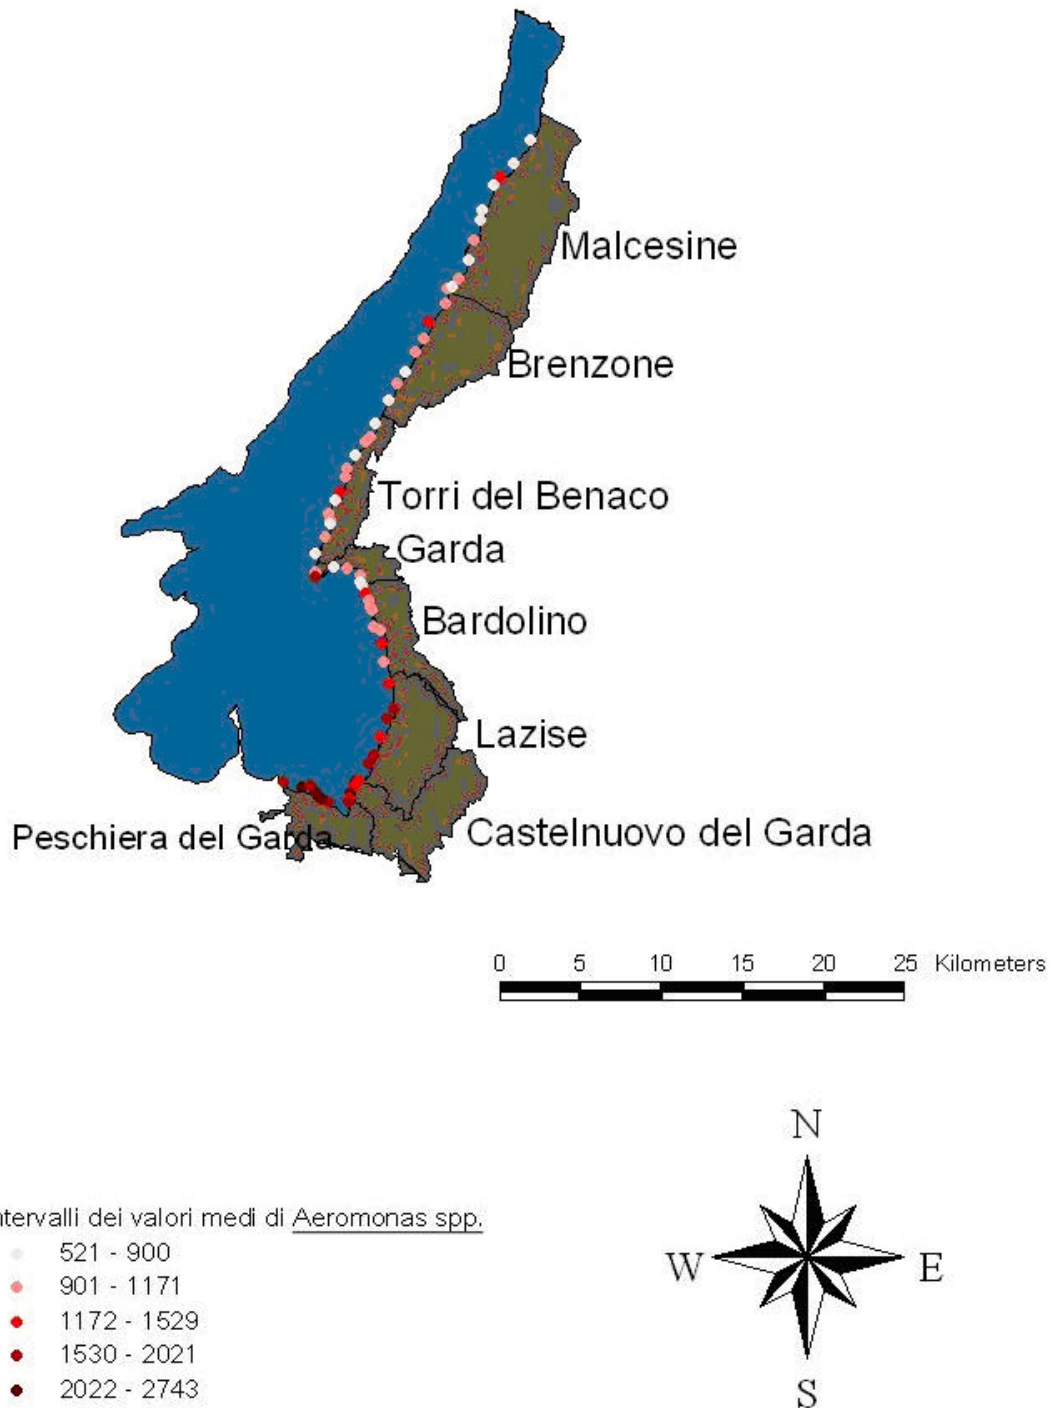 Malcesine
Brenzone
Torri del Benaco
Garda
Bardolino
Lazise
Peschiera del Garda
Castelnuovo del Garda
0 5 10 15 20 25 Kilometers
N
W E
S
ntervalli dei valori medi di Aeromonas spp.
521 - 900
901 - 1171
1172 - 1529
1530 - 2021
2022 - 2743